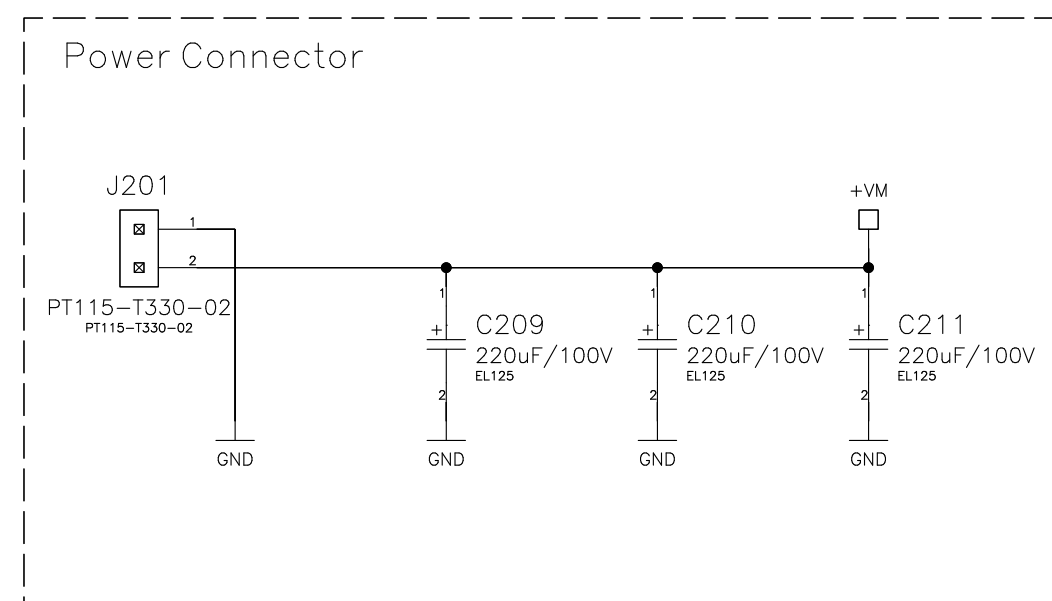 Power Connector
J201
1
2
PT115-T330-02
PT115-T330-02
GND
+VM
1
+
C209
220uF/100V
EL125
2
GND
1
+
C210
220uF/100V
EL125
2
GND
1
+
C211
220uF/100V
EL125
2
GND